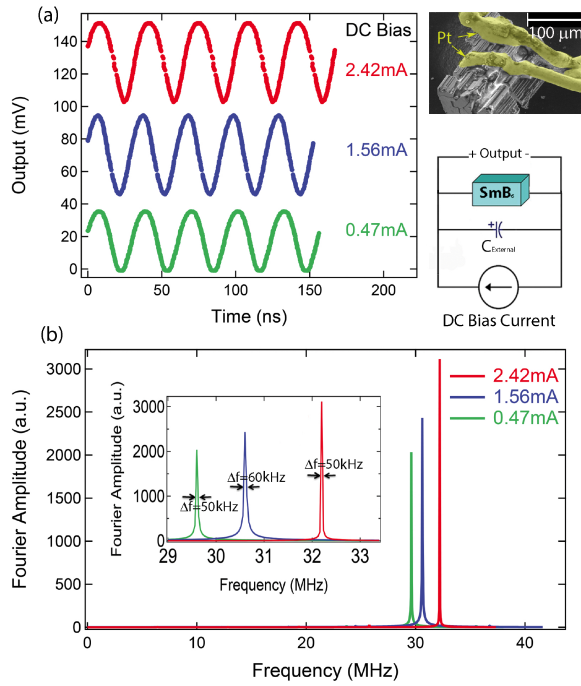 (a)
DC Bias
2.42mA
1.56mA
0.47mA
Output (mV)
140
120
100
80
60
40
20
0
0
50
100
150
200
Time (ns)
Pt
100 µm
+ Output -
SmB₆
+
C External
DC Bias Current
(b)
Fourier Amplitude (a.u.)
3000
2500
2000
1500
1000
500
0
0
10
20
30
40
Frequency (MHz)
2.42mA
1.56mA
0.47mA
Fourier Amplitude (a.u.)
3000
2000
1000
0
29
30
31
32
33
Frequency (MHz)
Δf=50kHz
Δf=60kHz
Δf=50kHz